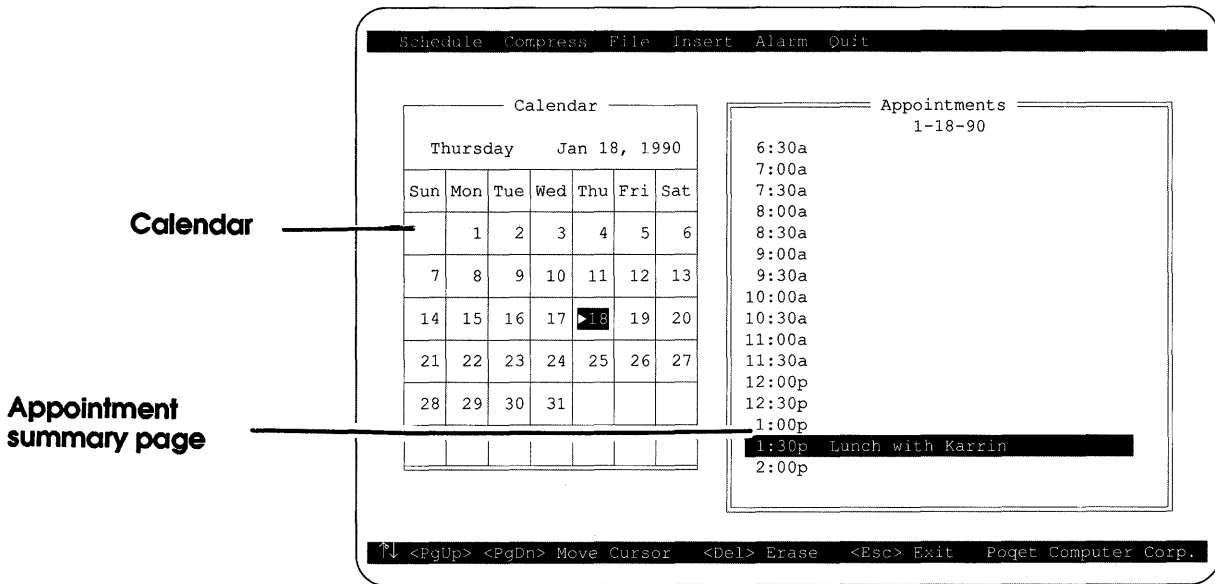 Schedule Compress File Insert Alarm Quit
Calendar
Thursday Jan 18, 1990
Sun Mon Tue Wed Thu Fri Sat
1 2 3 4 5 6
7 8 9 10 11 12 13
14 15 16 17 ►18 19 20
21 22 23 24 25 26 27
28 29 30 31
Appointments
1-18-90
6:30a
7:00a
7:30a
8:00a
8:30a
9:00a
9:30a
10:00a
10:30a
11:00a
11:30a
12:00p
12:30p
1:00p
1:30p Lunch with Karrin
2:00p
↑↓ <PgUp> <PgDn> Move Cursor <Del> Erase <Esc> Exit Poqet Computer Corp.
Calendar
Appointment
summary page